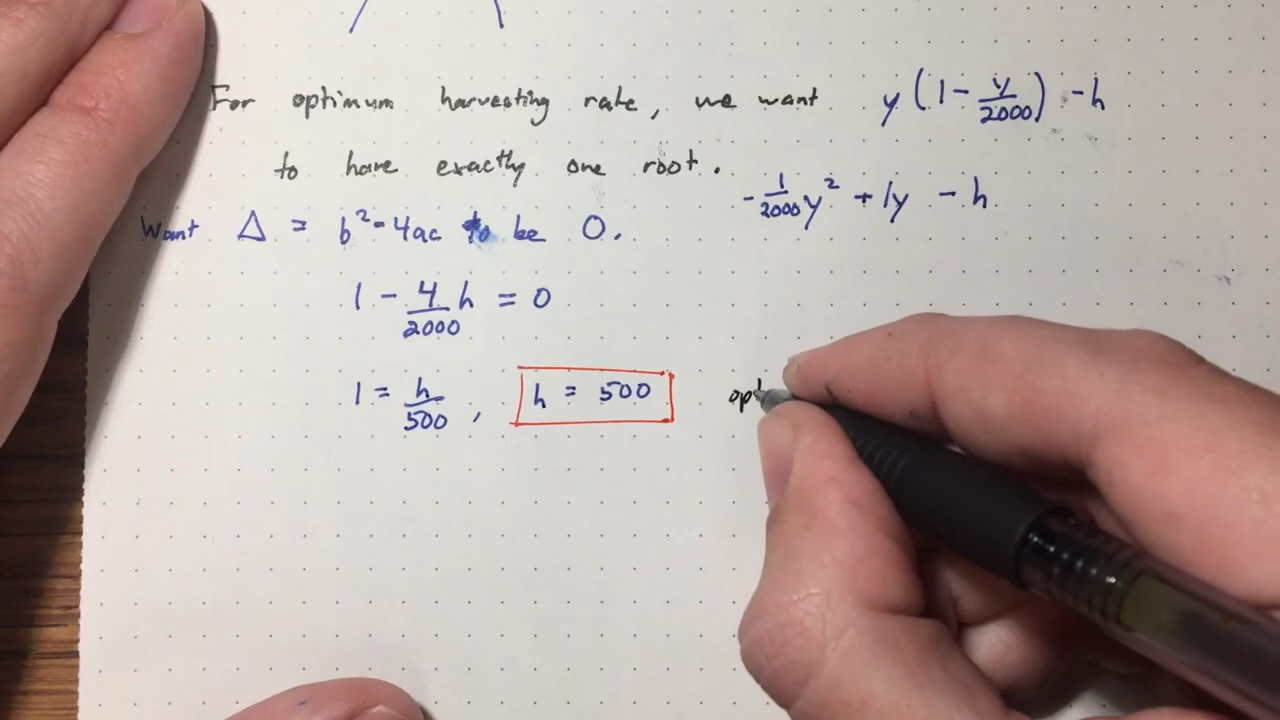 For optimum harvesting rate, we want y(1 - y/2000) - h
to have exactly one root.
-1/2000 y² + 1y - h
Want Δ = b² - 4ac to be 0.
1 - 4/2000 h = 0
1 = h/500 , h = 500 opt